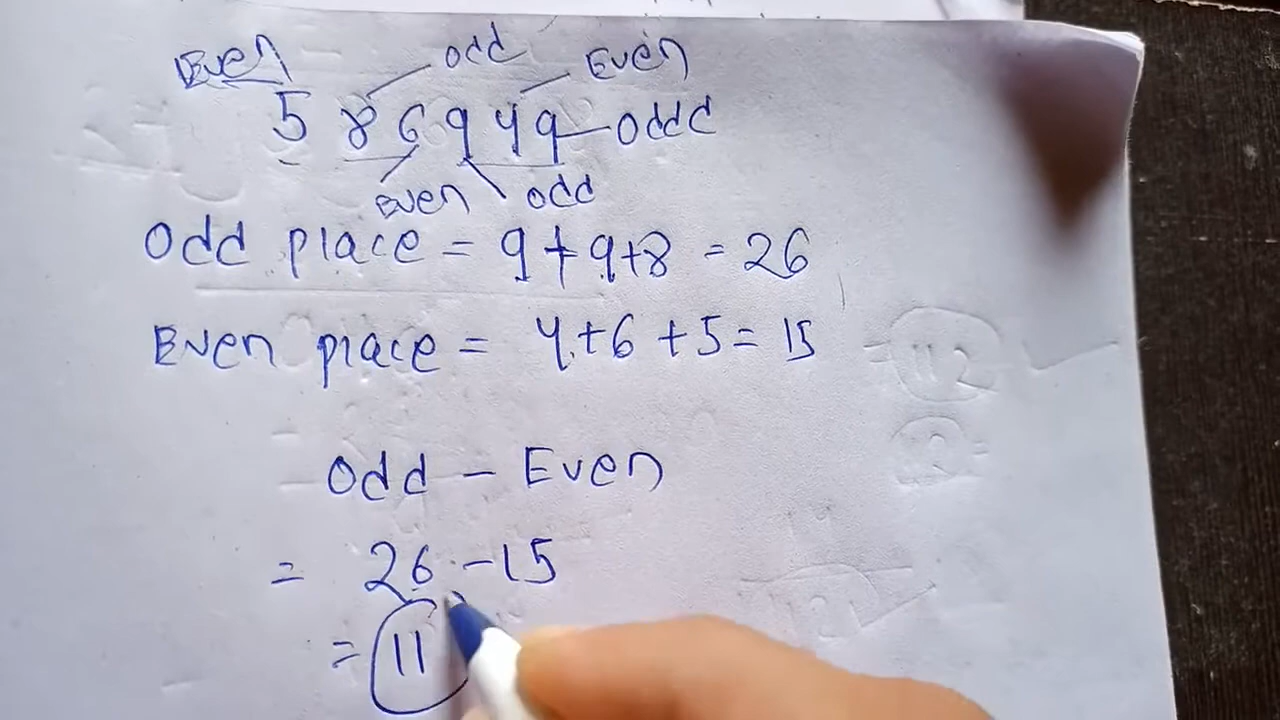 Even odd Even
5 8 6 9 4 9 - oddd
even odd
Odd place = 9 + 9 + 8 = 26
Even place = 4 + 6 + 5 = 15
Odd - Even
= 26 - 15
= 11